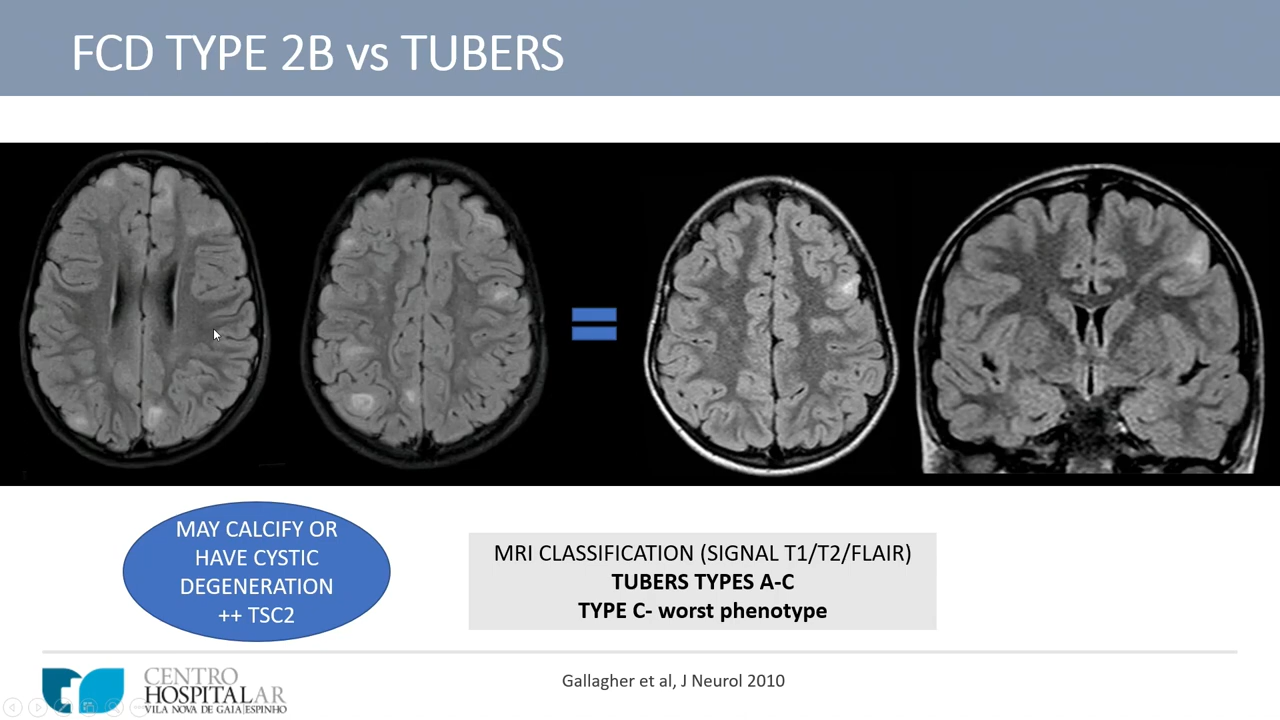 FCD TYPE 2B vs TUBERS
MAY CALCIFY OR
HAVE CYSTIC
DEGENERATION
++ TSC2
MRI CLASSIFICATION (SIGNAL T1/T2/FLAIR)
TUBERS TYPES A-C
TYPE C- worst phenotype
CENTRO
HOSPITALAR
VILA NOVA DE GAIA|ESPINHO
Gallagher et al, J Neurol 2010